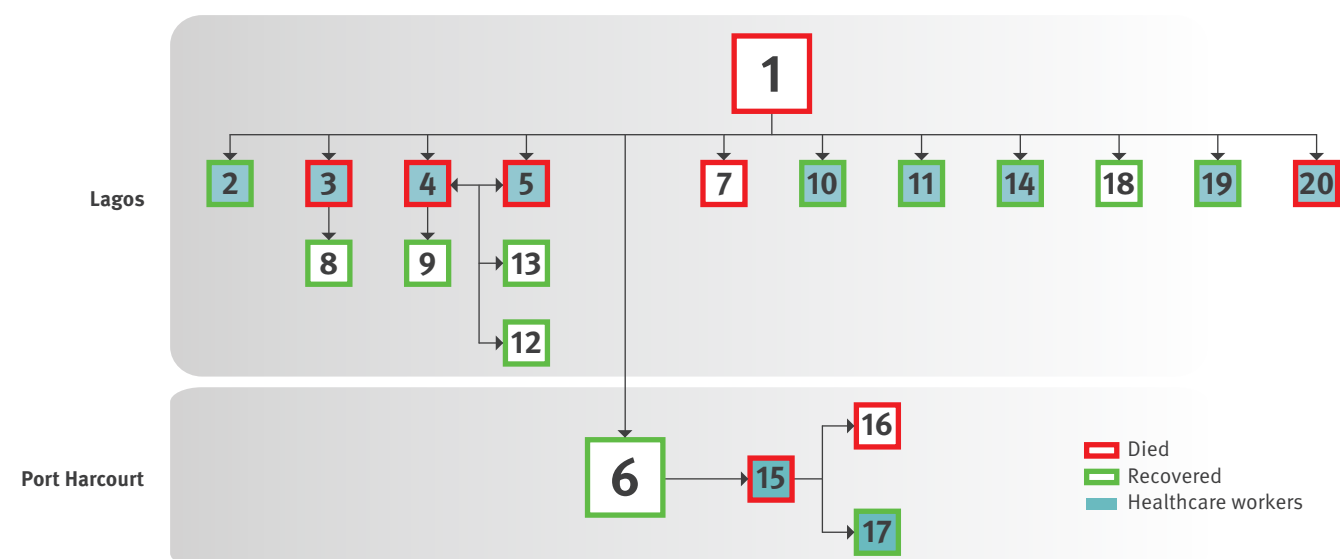 1
Lagos
2 3 4 5 7 10 11 14 18 19 20
8 9 13
12
Port Harcourt
6 15 16
17
Died
Recovered
Healthcare workers